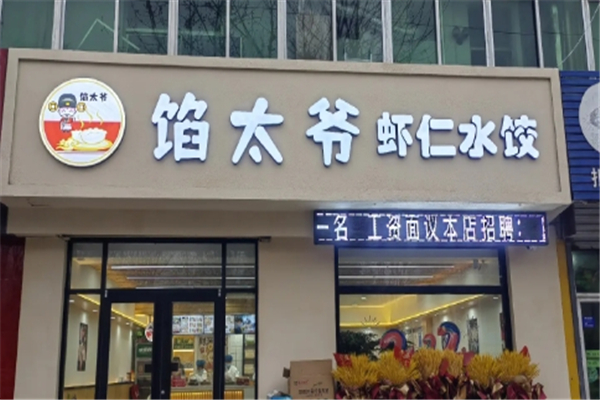 馅太爷
馅太爷 虾仁水饺
一名 工资面议本店招聘: